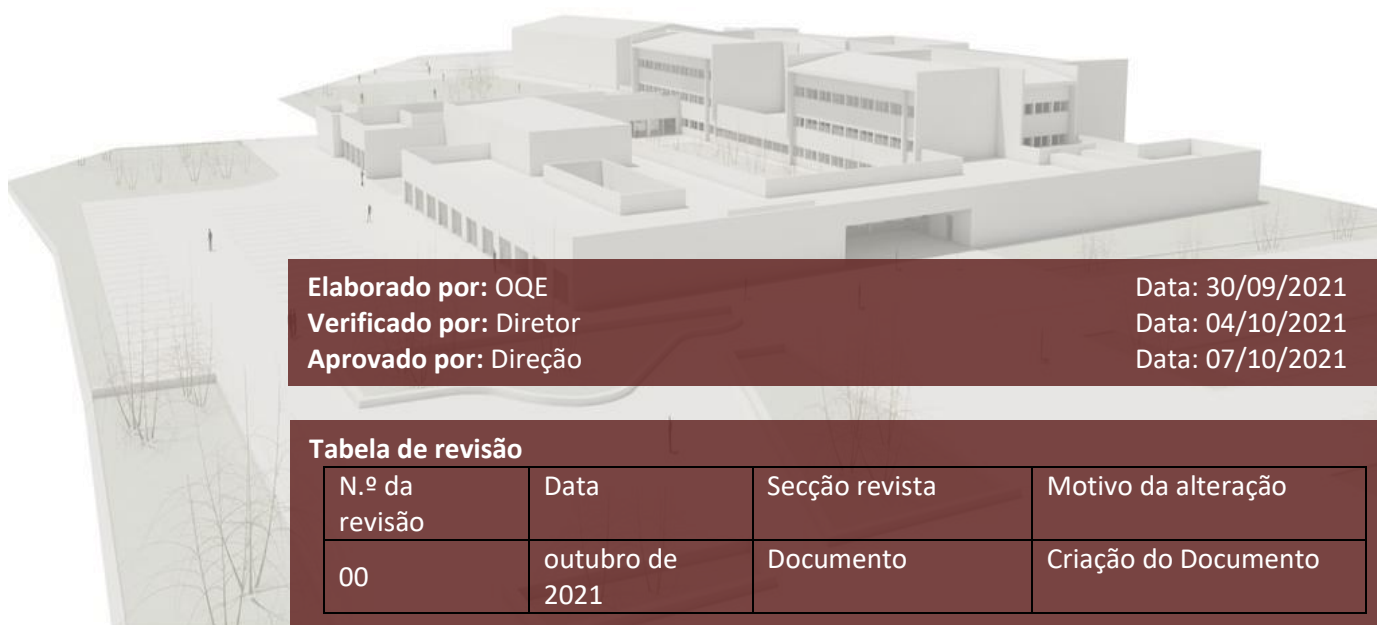 Elaborado por: OQE Data: 30/09/2021
Verificado por: Diretor Data: 04/10/2021
Aprovado por: Direção Data: 07/10/2021
Tabela de revisão
N.º da revisão Data Secção revista Motivo da alteração
00 outubro de 2021 Documento Criação do Documento